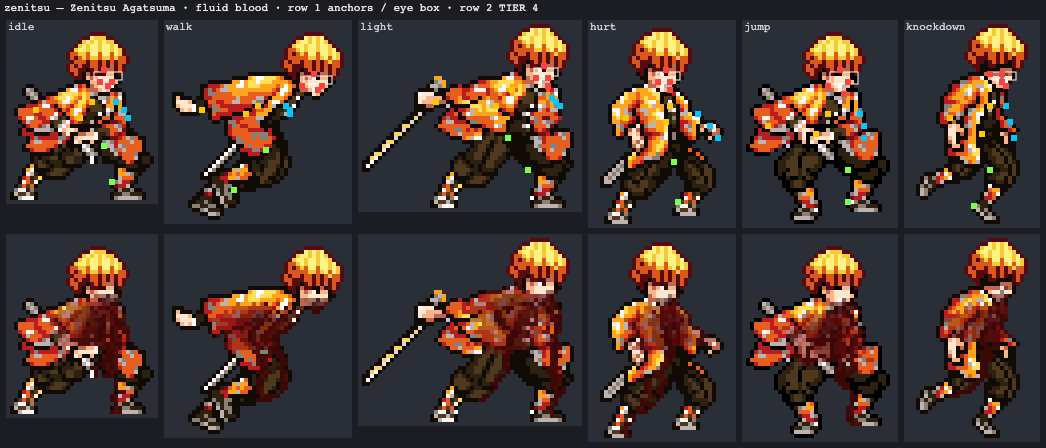 zenitsu — Zenitsu Agatsuma · fluid blood · row 1 anchors / eye box · row 2 TIER 4
idle
walk
light
hurt
jump
knockdown